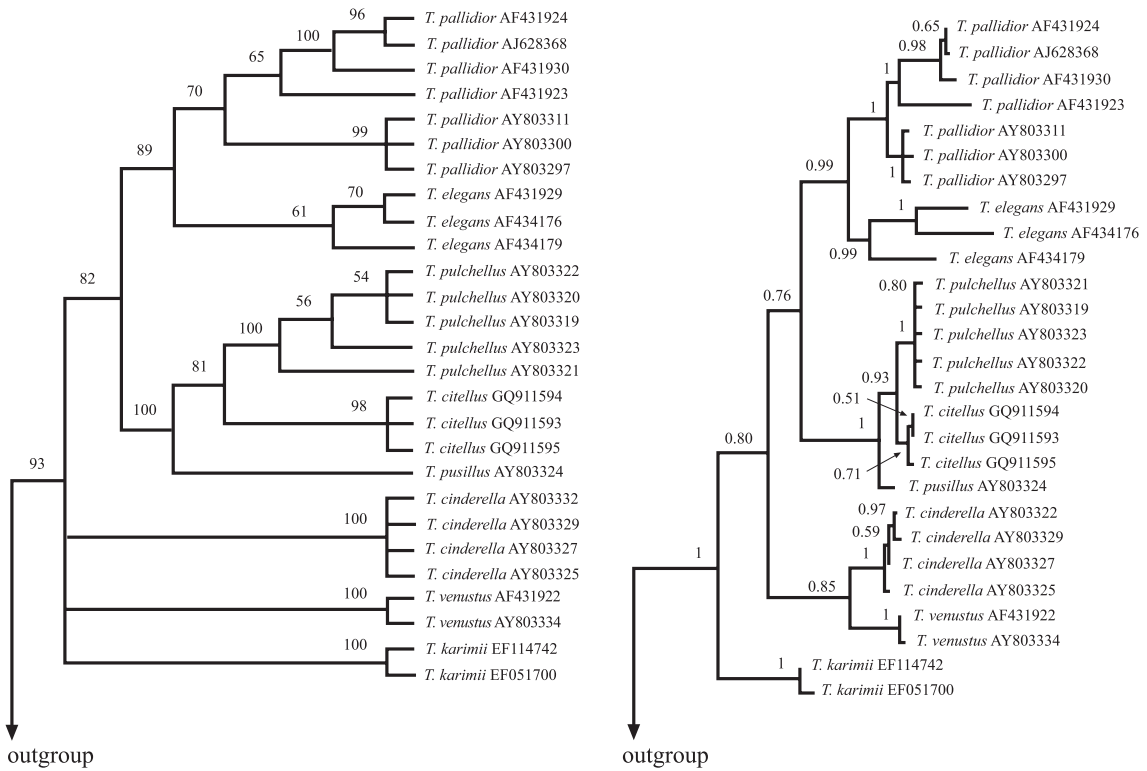 96
T. pallidior AF431924
100
T. pallidior AJ628368
65
T. pallidior AF431930
70
T. pallidior AF431923
T. pallidior AY803311
99
T. pallidior AY803300
89
T. pallidior AY803297
70
T. elegans AF431929
61
T. elegans AF434176
T. elegans AF434179
82
54
T. pulchellus AY803322
56
T. pulchellus AY803320
T. pulchellus AY803319
100
T. pulchellus AY803323
81
T. pulchellus AY803321
T. citellus GQ911594
100
98
T. citellus GQ911593
T. citellus GQ911595
93
T. pusillus AY803324
T. cinderella AY803332
100
T. cinderella AY803329
T. cinderella AY803327
T. cinderella AY803325
100
T. venustus AF431922
T. venustus AY803334
100
T. karimii EF114742
T. karimii EF051700
outgroup
0.65
T. pallidior AF431924
0.98
T. pallidior AJ628368
1
T. pallidior AF431930
1
T. pallidior AF431923
T. pallidior AY803311
T. pallidior AY803300
0.99
1
T. pallidior AY803297
1
T. elegans AF431929
T. elegans AF434176
0.99
T. elegans AF434179
0.80
T. pulchellus AY803321
0.76
T. pulchellus AY803319
1
T. pulchellus AY803323
T. pulchellus AY803322
0.93
T. pulchellus AY803320
0.51
T. citellus GQ911594
1
T. citellus GQ911593
0.80
T. citellus GQ911595
0.71
T. pusillus AY803324
0.97
T. cinderella AY803322
0.59
T. cinderella AY803329
1
T. cinderella AY803327
0.85
T. cinderella AY803325
1
T. venustus AF431922
T. venustus AY803334
1
1
T. karimii EF114742
T. karimii EF051700
outgroup